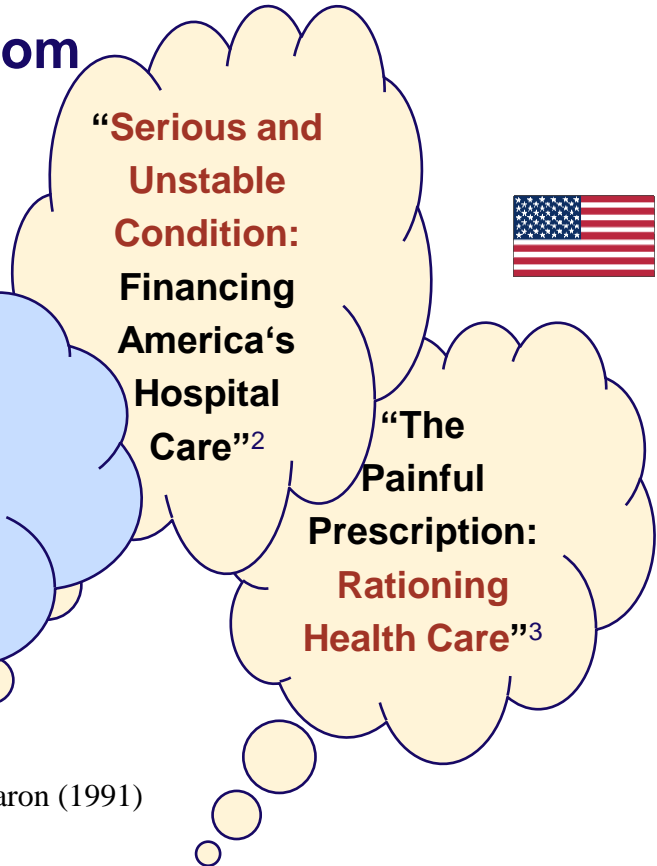 om
“Serious and
Unstable
Condition:
Financing
America‘s
Hospital
Care”2
“The
Painful
Prescription:
Rationing
Health Care”3
aron (1991)